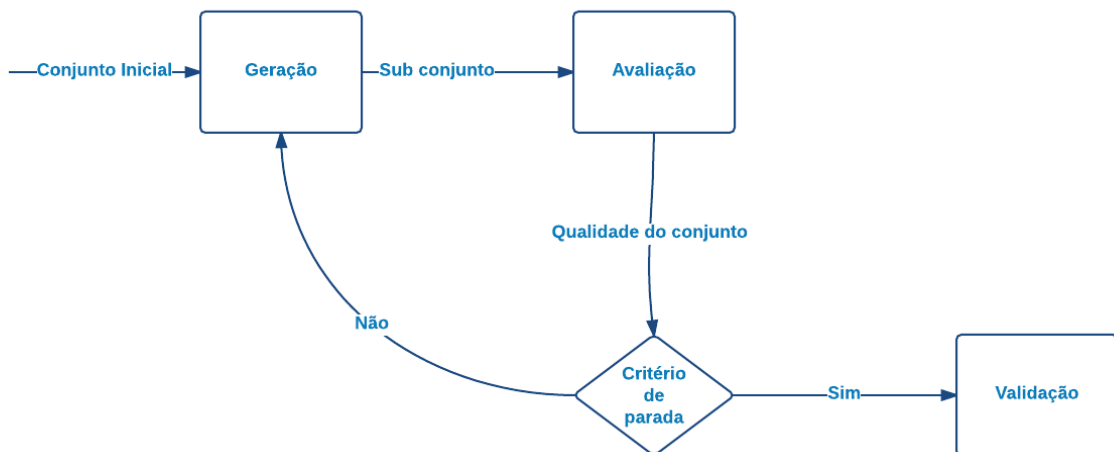 Conjunto Inicial
Geração
Sub conjunto
Avaliação
Qualidade do conjunto
Não
Critério
de
parada
Sim
Validação